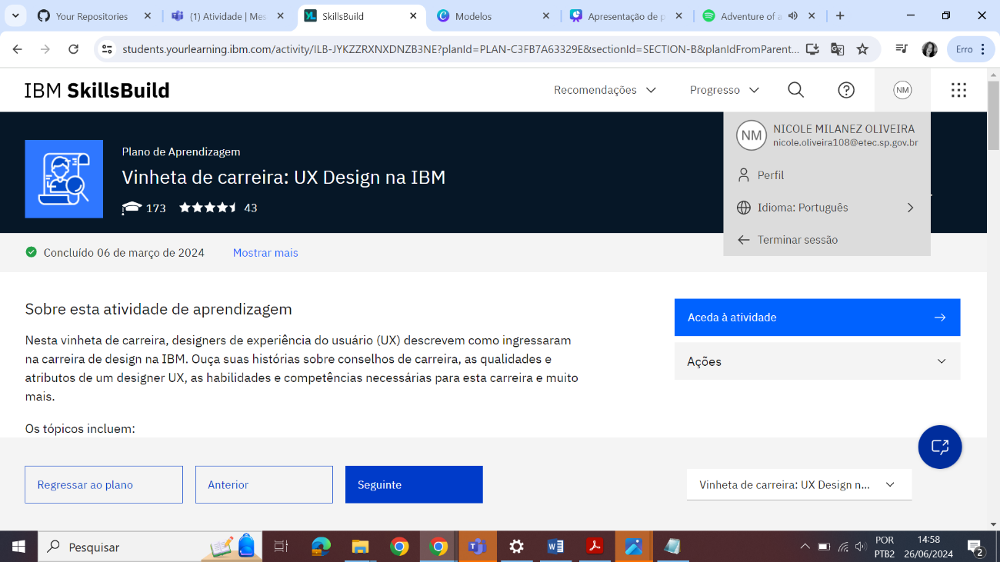 Your Repositories
(1) Atividade | Mes
SkillsBuild
Modelos
Apresentação de p
Adventure of a
students.yourlearning.ibm.com/activity/ILB-JYKZZRXNXDNZB3NE?planId=PLAN-C3FB7A63329E&sectionId=SECTION-B&planIdFromParent...
Erro
IBM SkillsBuild
Recomendações
Progresso
NM
NM
NICOLE MILANEZ OLIVEIRA
nicole.oliveira108@etec.sp.gov.br
Perfil
Idioma: Português
Terminar sessão
Plano de Aprendizagem
Vinheta de carreira: UX Design na IBM
173
43
Concluído 06 de março de 2024
Mostrar mais
Sobre esta atividade de aprendizagem
Nesta vinheta de carreira, designers de experiência do usuário (UX) descrevem como ingressaram
na carreira de design na IBM. Ouça suas histórias sobre conselhos de carreira, as qualidades e
atributos de um designer UX, as habilidades e competências necessárias para esta carreira e muito
mais.
Os tópicos incluem:
Aceda à atividade
Ações
Regressar ao plano
Anterior
Seguinte
Vinheta de carreira: UX Design n...
Pesquisar
POR
PTB2
14:58
26/06/2024
2